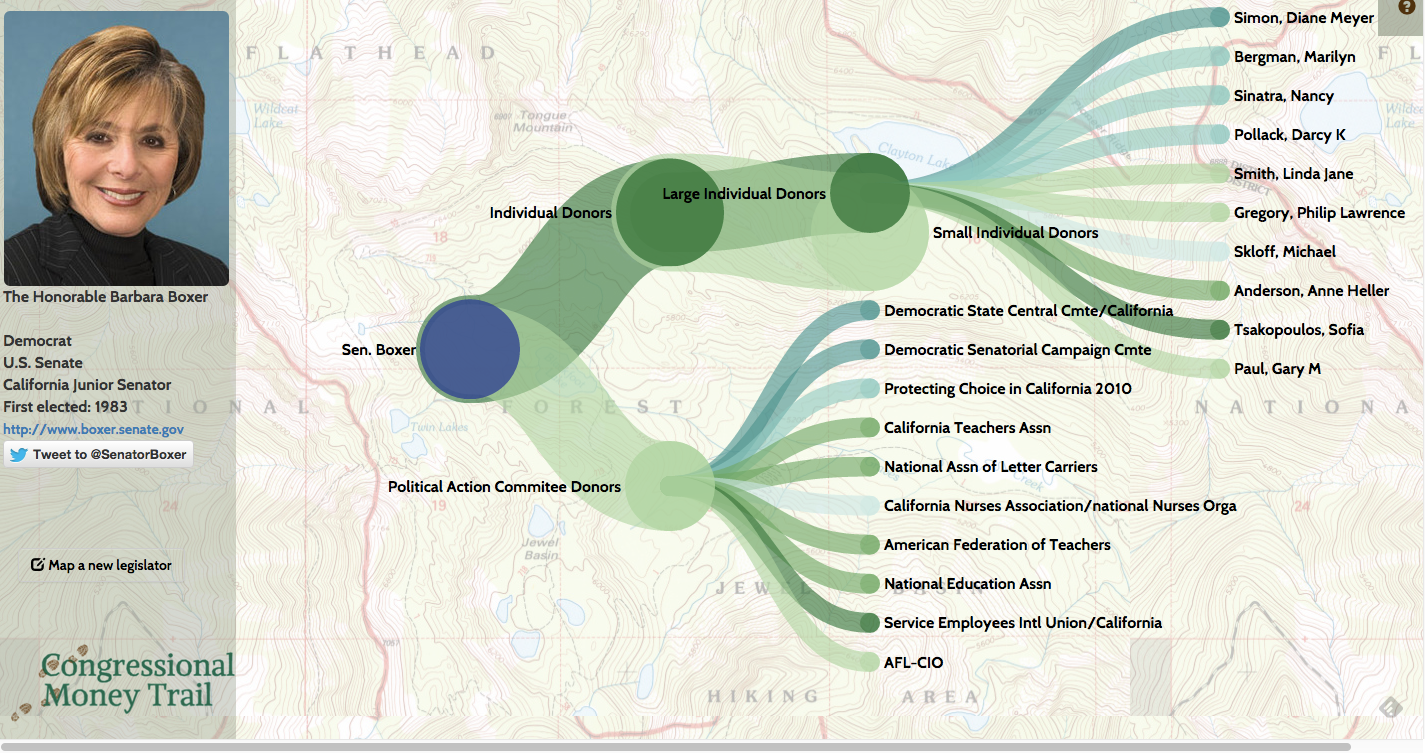 The Honorable Barbara Boxer
Democrat
U.S. Senate
California Junior Senator
First elected: 1983
http://www.boxer.senate.gov
Tweet to @SenatorBoxer
Map a new legislator
Congressional
Money Trail
Sen. Boxer
Individual Donors
Large Individual Donors
Small Individual Donors
Political Action Commitee Donors
Simon, Diane Meyer
Bergman, Marilyn
Sinatra, Nancy
Pollack, Darcy K
Smith, Linda Jane
Gregory, Philip Lawrence
Skloff, Michael
Anderson, Anne Heller
Tsakopoulos, Sofia
Paul, Gary M
Democratic State Central Cmte/California
Democratic Senatorial Campaign Cmte
Protecting Choice in California 2010
California Teachers Assn
National Assn of Letter Carriers
California Nurses Association/national Nurses Orga
American Federation of Teachers
National Education Assn
Service Employees Intl Union/California
AFL-CIO
?
FLATHEAD
FL
Wildcat
Lake
Tongue
Mountain
Clayton Lake
Wildc
Lake
DISTRICT
18
18
NATIONAL
FOREST
NATIONA
Twin Lakes
19
24
24
Creek
Jewel
Basin
JEWEL
BASIN
HIKING
AREA